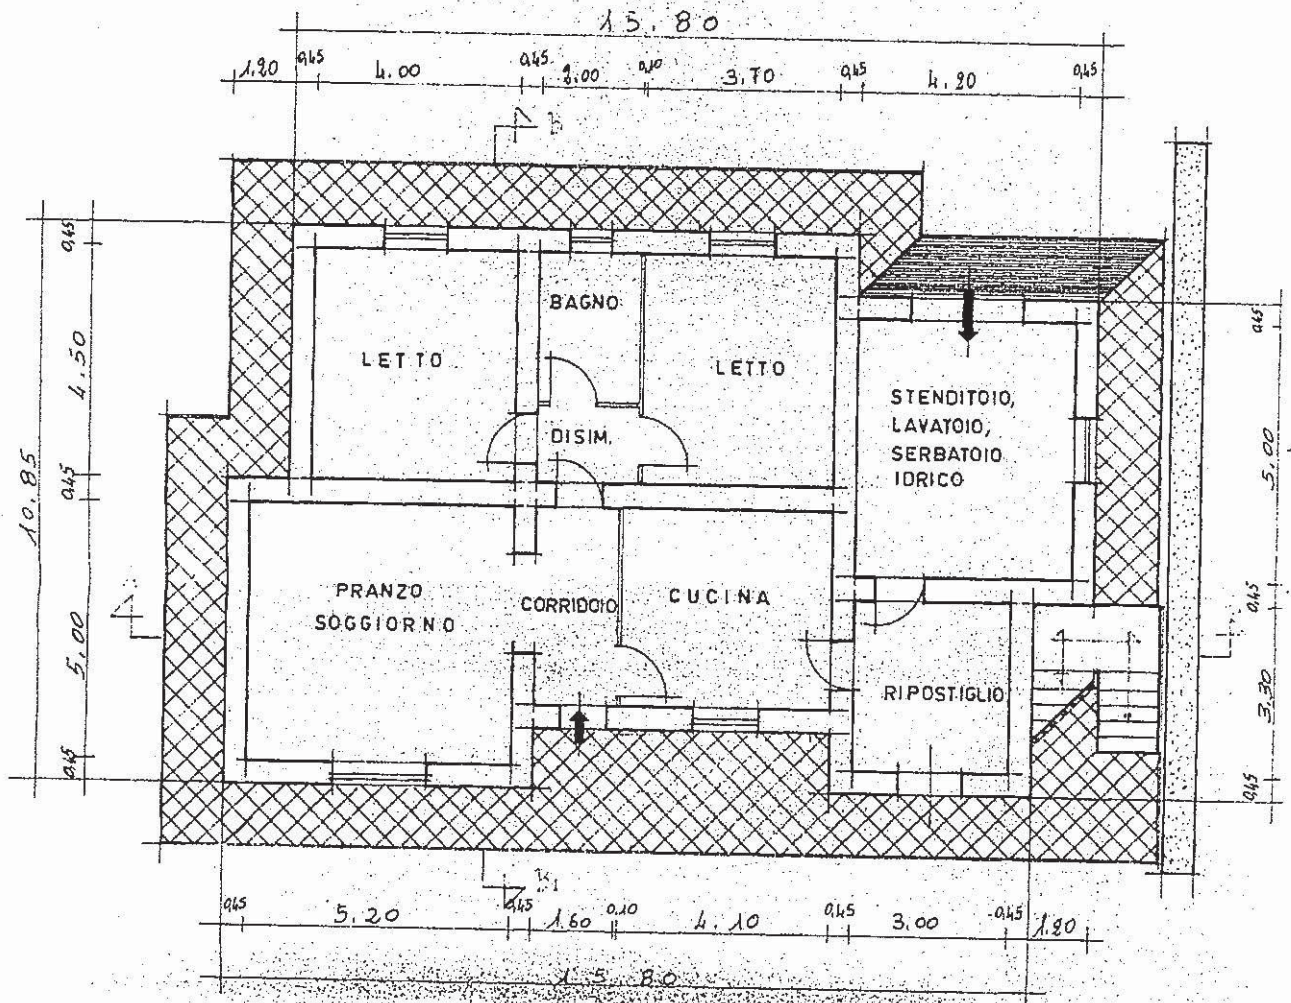 15.80
1.20 0,45 4.00 0,45 2.00 0,10 3.70 0,45 4.20 0,45
B
0,45
4.50
0,45
5.00
0,45
10.85
BAGNO
LETTO
LETTO
STENDITOIO,
LAVATOIO,
SERBATOIO
IDRICO
DISIM.
PRANZO
SOGGIORNO
CORRIDOIO
CUCINA
RIPOSTIGLIO
0,45
5.00
0,45
3.30
0,45
B1
0,45 5.20 0,45 1.60 0,10 4.10 0,45 3.00 0,45 1.20
15.80